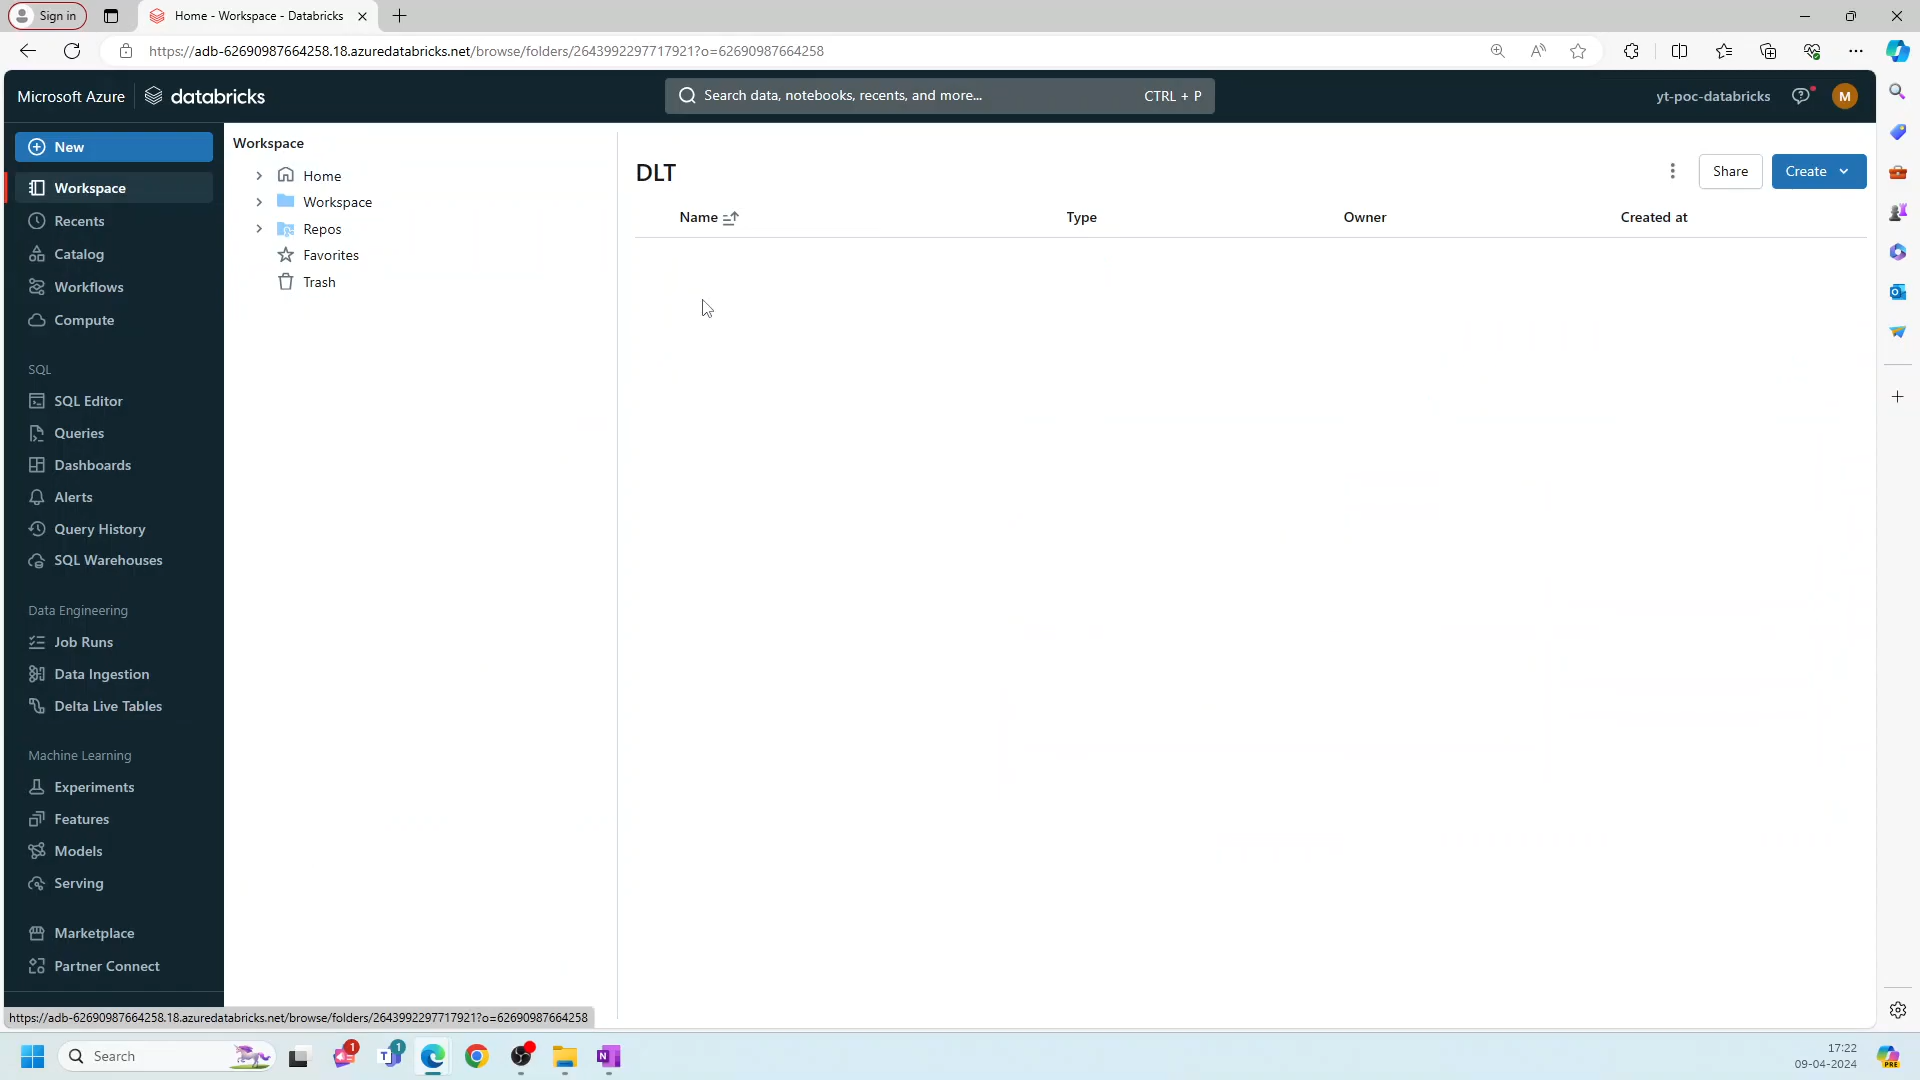 Sign in
Home - Workspace - Databricks
https://adb-62690987664258.18.azuredatabricks.net/browse/folders/2643992297717921?o=62690987664258
Microsoft Azure
databricks
Search data, notebooks, recents, and more...
CTRL + P
yt-poc-databricks
M
New
Workspace
Recents
Catalog
Workflows
Compute
SQL
SQL Editor
Queries
Dashboards
Alerts
Query History
SQL Warehouses
Data Engineering
Job Runs
Data Ingestion
Delta Live Tables
Machine Learning
Experiments
Features
Models
Serving
Marketplace
Partner Connect
Workspace
Home
Workspace
Repos
Favorites
Trash
DLT
Share
Create
Name
Type
Owner
Created at
https://adb-62690987664258.18.azuredatabricks.net/browse/folders/2643992297717921?o=62690987664258
Search
1
1
17:22
09-04-2024
PRE